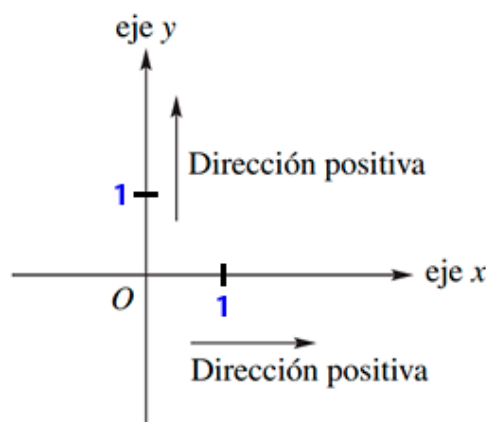 eje y
Dirección positiva
1
eje x
O
1
Dirección positiva